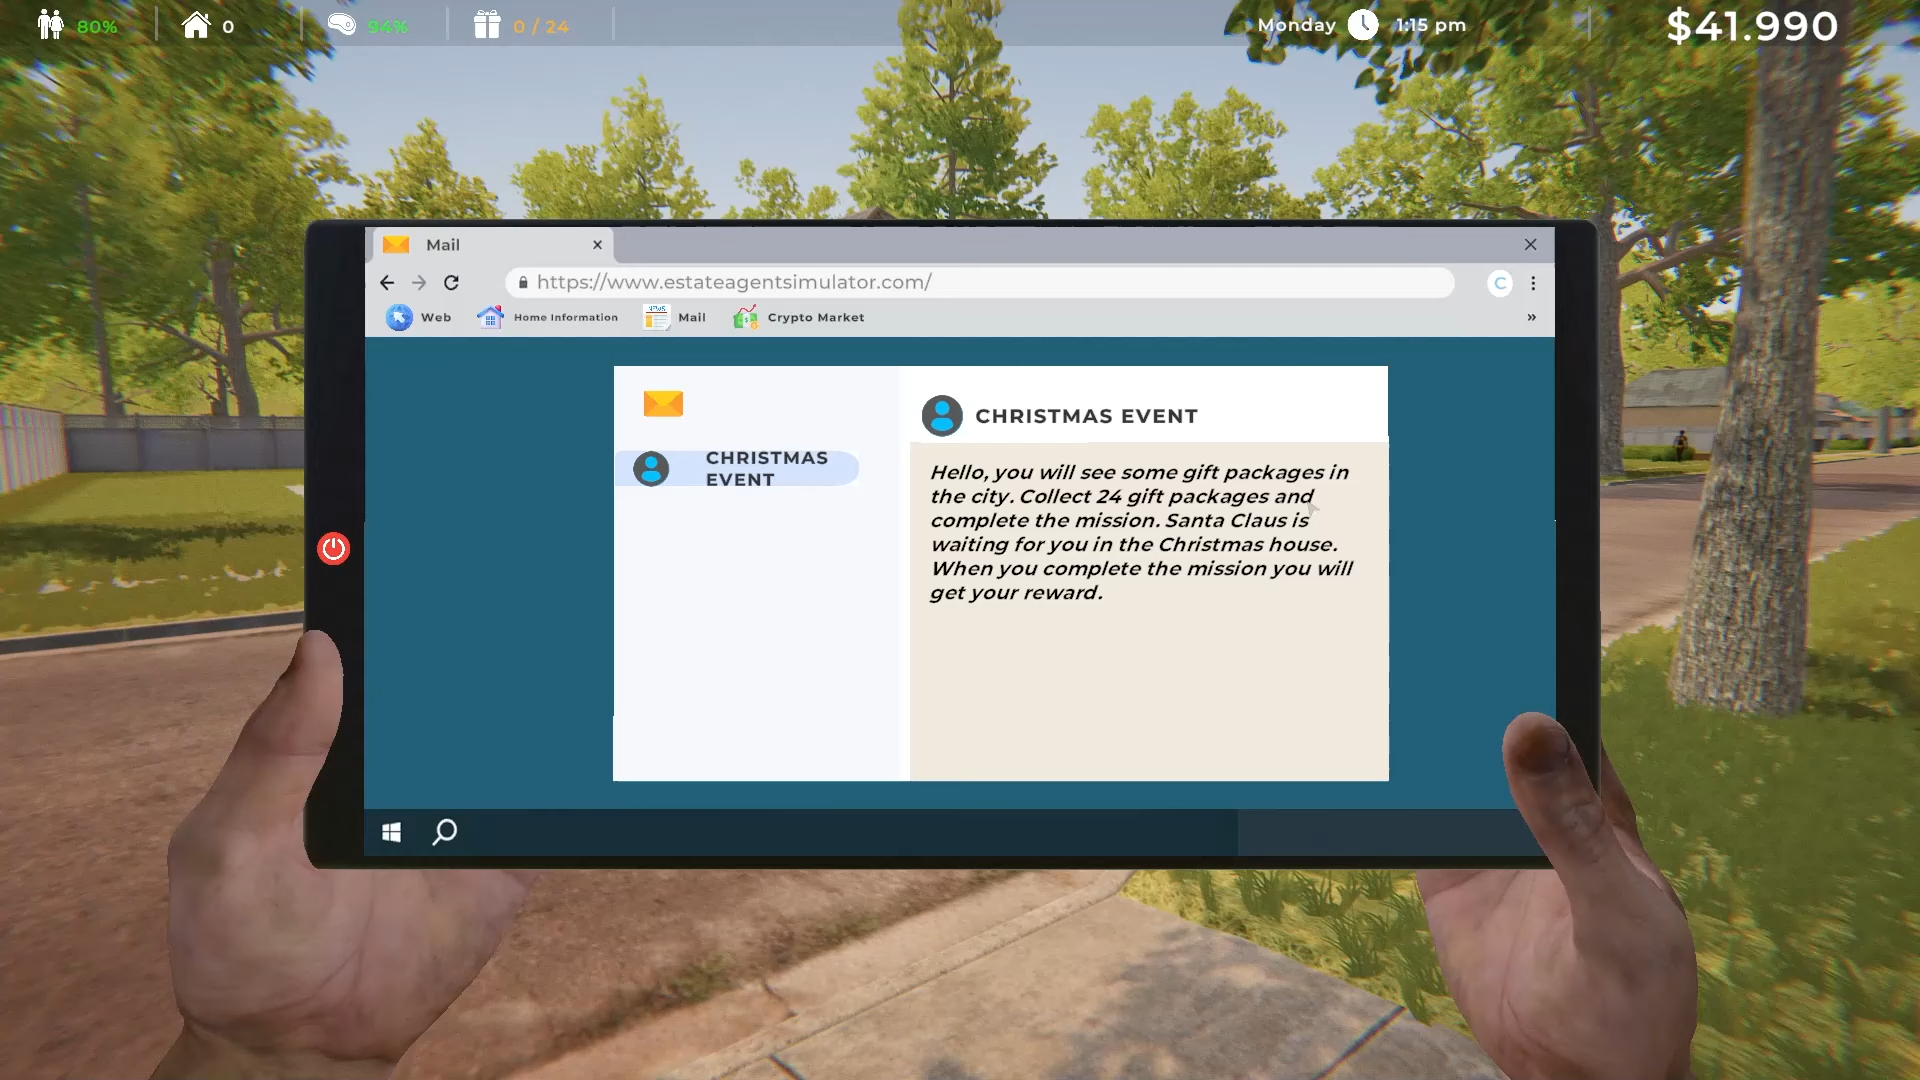 80%
0
94%
0 / 24
Monday
1:15 pm
$41.990
Mail
https://www.estateagentsimulator.com/
C
Web
Home Information
NEWS
Mail
Crypto Market
»
CHRISTMAS
EVENT
CHRISTMAS EVENT
Hello, you will see some gift packages in
the city. Collect 24 gift packages and
complete the mission. Santa Claus is
waiting for you in the Christmas house.
When you complete the mission you will
get your reward.